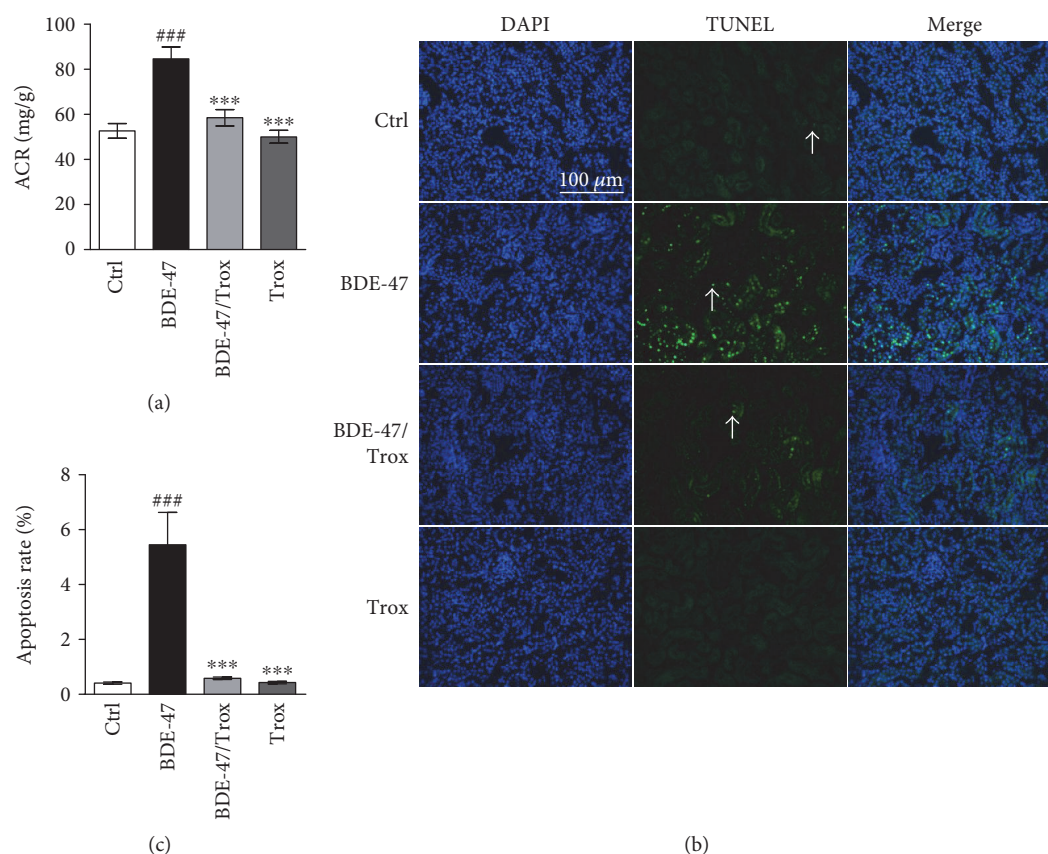 ACR (mg/g)
100
80
60
40
20
0
###
***
***
Ctrl
BDE-47
BDE-47/Trox
Trox
(a)
Apoptosis rate (%)
8
6
4
2
0
###
***
***
Ctrl
BDE-47
BDE-47/Trox
Trox
(c)
DAPI
TUNEL
Merge
Ctrl
100 μm
BDE-47
BDE-47/
Trox
Trox
(b)